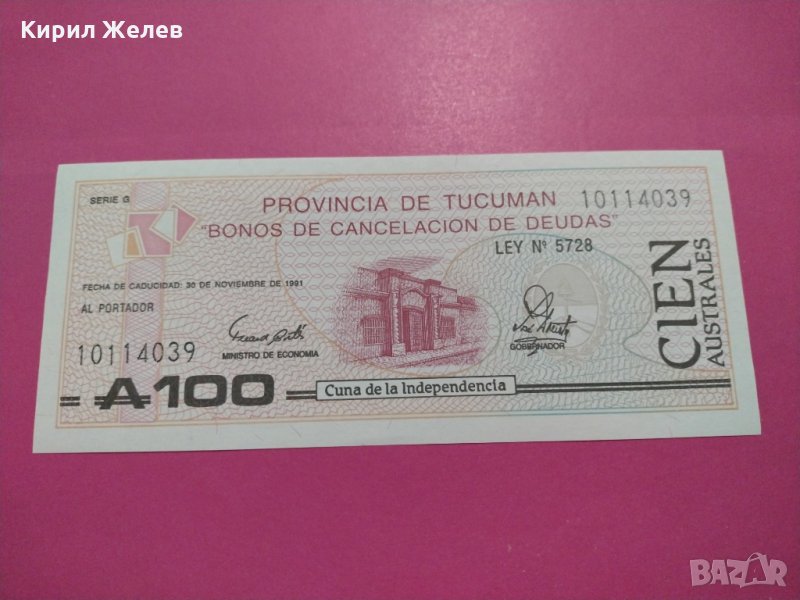 Кирил Желев
SERIE G
PROVINCIA DE TUCUMAN 10114039
"BONOS DE CANCELACION DE DEUDAS"
LEY Nº 5728
FECHA DE CADUCIDAD: 30 DE NOVIEMBRE DE 1991
AL PORTADOR
10114039
MINISTRO DE ECONOMIA
GOBERNADOR
CIEN
AUSTRALES
A100
Cuna de la Independencia
BAZAR